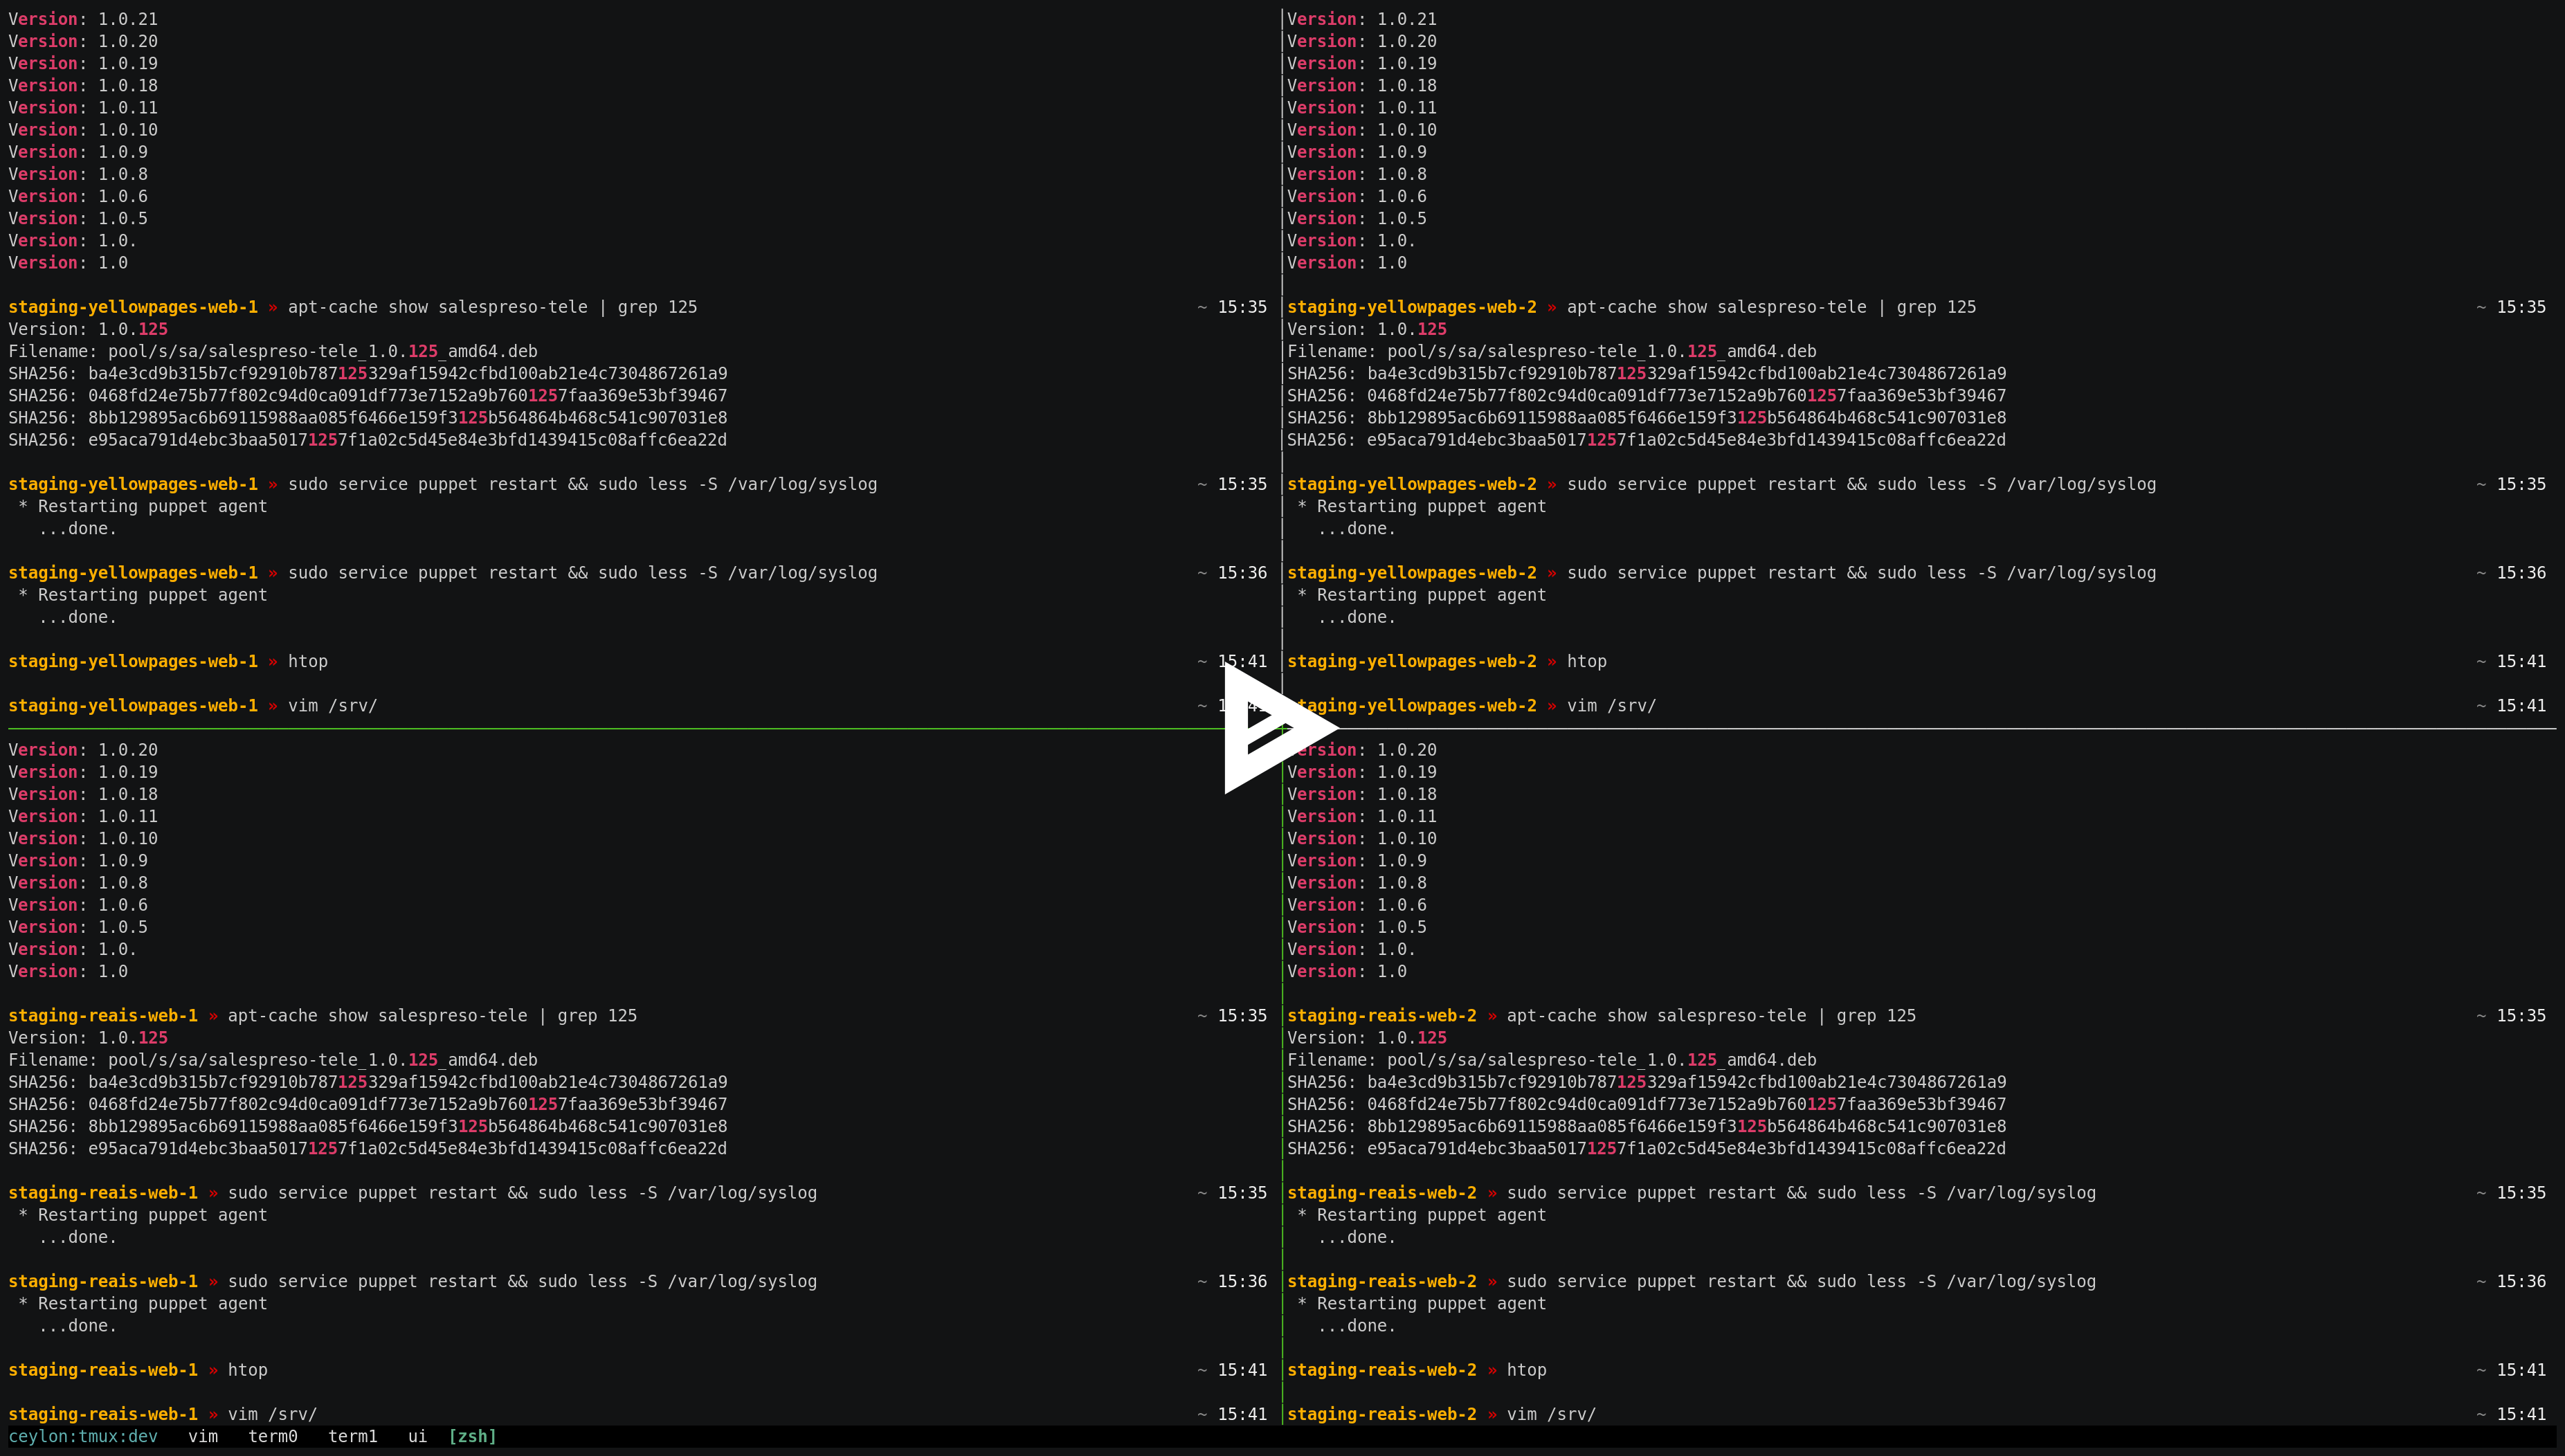 Version: 1.0.21
Version: 1.0.20
Version: 1.0.19
Version: 1.0.18
Version: 1.0.11
Version: 1.0.10
Version: 1.0.9
Version: 1.0.8
Version: 1.0.6
Version: 1.0.5
Version: 1.0.
Version: 1.0
staging-yellowpages-web-1 » apt-cache show salespreso-tele | grep 125 ~ 15:35
Version: 1.0.125
Filename: pool/s/sa/salespreso-tele_1.0.125_amd64.deb
SHA256: ba4e3cd9b315b7cf92910b787125329af15942cfbd100ab21e4c7304867261a9
SHA256: 0468fd24e75b77f802c94d0ca091df773e7152a9b7601257faa369e53bf39467
SHA256: 8bb129895ac6b69115988aa085f6466e159f3125b564864b468c541c907031e8
SHA256: e95aca791d4ebc3baa50171257f1a02c5d45e84e3bfd1439415c08affc6ea22d
staging-yellowpages-web-1 » sudo service puppet restart && sudo less -S /var/log/syslog ~ 15:35
* Restarting puppet agent
...done.
staging-yellowpages-web-1 » sudo service puppet restart && sudo less -S /var/log/syslog ~ 15:36
* Restarting puppet agent
...done.
staging-yellowpages-web-1 » htop ~ 15:41
staging-yellowpages-web-1 » vim /srv/ ~
Version: 1.0.21
Version: 1.0.20
Version: 1.0.19
Version: 1.0.18
Version: 1.0.11
Version: 1.0.10
Version: 1.0.9
Version: 1.0.8
Version: 1.0.6
Version: 1.0.5
Version: 1.0.
Version: 1.0
staging-yellowpages-web-2 » apt-cache show salespreso-tele | grep 125 ~ 15:35
Version: 1.0.125
Filename: pool/s/sa/salespreso-tele_1.0.125_amd64.deb
SHA256: ba4e3cd9b315b7cf92910b787125329af15942cfbd100ab21e4c7304867261a9
SHA256: 0468fd24e75b77f802c94d0ca091df773e7152a9b7601257faa369e53bf39467
SHA256: 8bb129895ac6b69115988aa085f6466e159f3125b564864b468c541c907031e8
SHA256: e95aca791d4ebc3baa50171257f1a02c5d45e84e3bfd1439415c08affc6ea22d
staging-yellowpages-web-2 » sudo service puppet restart && sudo less -S /var/log/syslog ~ 15:35
* Restarting puppet agent
...done.
staging-yellowpages-web-2 » sudo service puppet restart && sudo less -S /var/log/syslog ~ 15:36
* Restarting puppet agent
...done.
staging-yellowpages-web-2 » htop ~ 15:41
staging-yellowpages-web-2 » vim /srv/ ~ 15:41
Version: 1.0.20
Version: 1.0.19
Version: 1.0.18
Version: 1.0.11
Version: 1.0.10
Version: 1.0.9
Version: 1.0.8
Version: 1.0.6
Version: 1.0.5
Version: 1.0.
Version: 1.0
staging-reais-web-1 » apt-cache show salespreso-tele | grep 125 ~ 15:35
Version: 1.0.125
Filename: pool/s/sa/salespreso-tele_1.0.125_amd64.deb
SHA256: ba4e3cd9b315b7cf92910b787125329af15942cfbd100ab21e4c7304867261a9
SHA256: 0468fd24e75b77f802c94d0ca091df773e7152a9b7601257faa369e53bf39467
SHA256: 8bb129895ac6b69115988aa085f6466e159f3125b564864b468c541c907031e8
SHA256: e95aca791d4ebc3baa50171257f1a02c5d45e84e3bfd1439415c08affc6ea22d
staging-reais-web-1 » sudo service puppet restart && sudo less -S /var/log/syslog ~ 15:35
* Restarting puppet agent
...done.
staging-reais-web-1 » sudo service puppet restart && sudo less -S /var/log/syslog ~ 15:36
* Restarting puppet agent
...done.
staging-reais-web-1 » htop ~ 15:41
staging-reais-web-1 » vim /srv/ ~ 15:41
Version: 1.0.20
Version: 1.0.19
Version: 1.0.18
Version: 1.0.11
Version: 1.0.10
Version: 1.0.9
Version: 1.0.8
Version: 1.0.6
Version: 1.0.5
Version: 1.0.
Version: 1.0
staging-reais-web-2 » apt-cache show salespreso-tele | grep 125 ~ 15:35
Version: 1.0.125
Filename: pool/s/sa/salespreso-tele_1.0.125_amd64.deb
SHA256: ba4e3cd9b315b7cf92910b787125329af15942cfbd100ab21e4c7304867261a9
SHA256: 0468fd24e75b77f802c94d0ca091df773e7152a9b7601257faa369e53bf39467
SHA256: 8bb129895ac6b69115988aa085f6466e159f3125b564864b468c541c907031e8
SHA256: e95aca791d4ebc3baa50171257f1a02c5d45e84e3bfd1439415c08affc6ea22d
staging-reais-web-2 » sudo service puppet restart && sudo less -S /var/log/syslog ~ 15:35
* Restarting puppet agent
...done.
staging-reais-web-2 » sudo service puppet restart && sudo less -S /var/log/syslog ~ 15:36
* Restarting puppet agent
...done.
staging-reais-web-2 » htop ~ 15:41
staging-reais-web-2 » vim /srv/ ~ 15:41
ceylon:tmux:dev vim term0 term1 ui [zsh]